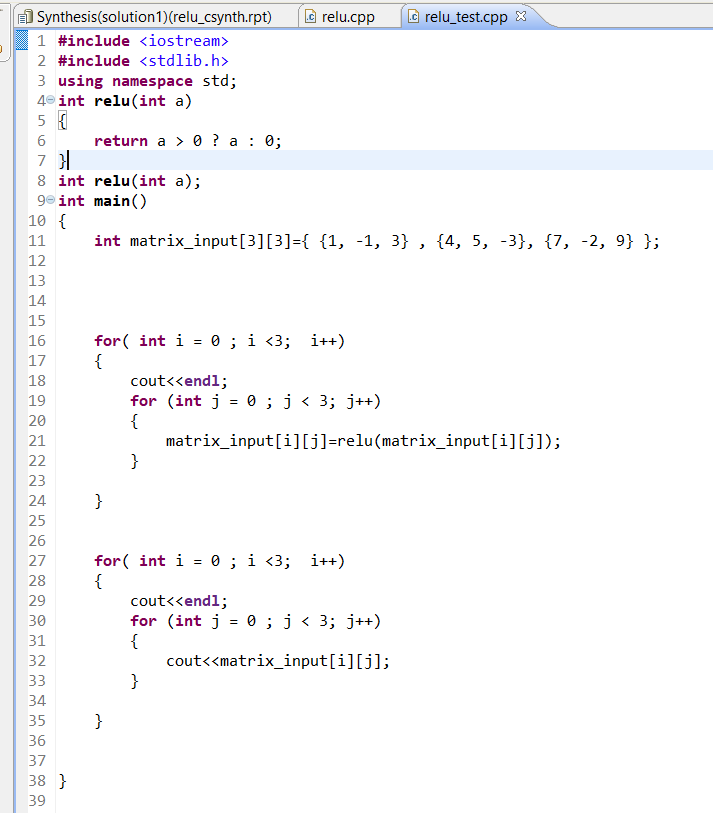 Synthesis(solution1)(relu_csynth.rpt) relu.cpp relu_test.cpp
1 #include <iostream>
2 #include <stdlib.h>
3 using namespace std;
4 int relu(int a)
5 {
6     return a > 0 ? a : 0;
7 }
8 int relu(int a);
9 int main()
10 {
11     int matrix_input[3][3]={ {1, -1, 3} , {4, 5, -3}, {7, -2, 9} };
12
13
14
15
16     for( int i = 0 ; i <3;  i++)
17     {
18         cout<<endl;
19         for (int j = 0 ; j < 3; j++)
20         {
21             matrix_input[i][j]=relu(matrix_input[i][j]);
22         }
23
24     }
25
26
27     for( int i = 0 ; i <3;  i++)
28     {
29         cout<<endl;
30         for (int j = 0 ; j < 3; j++)
31         {
32             cout<<matrix_input[i][j];
33         }
34
35     }
36
37
38 }
39